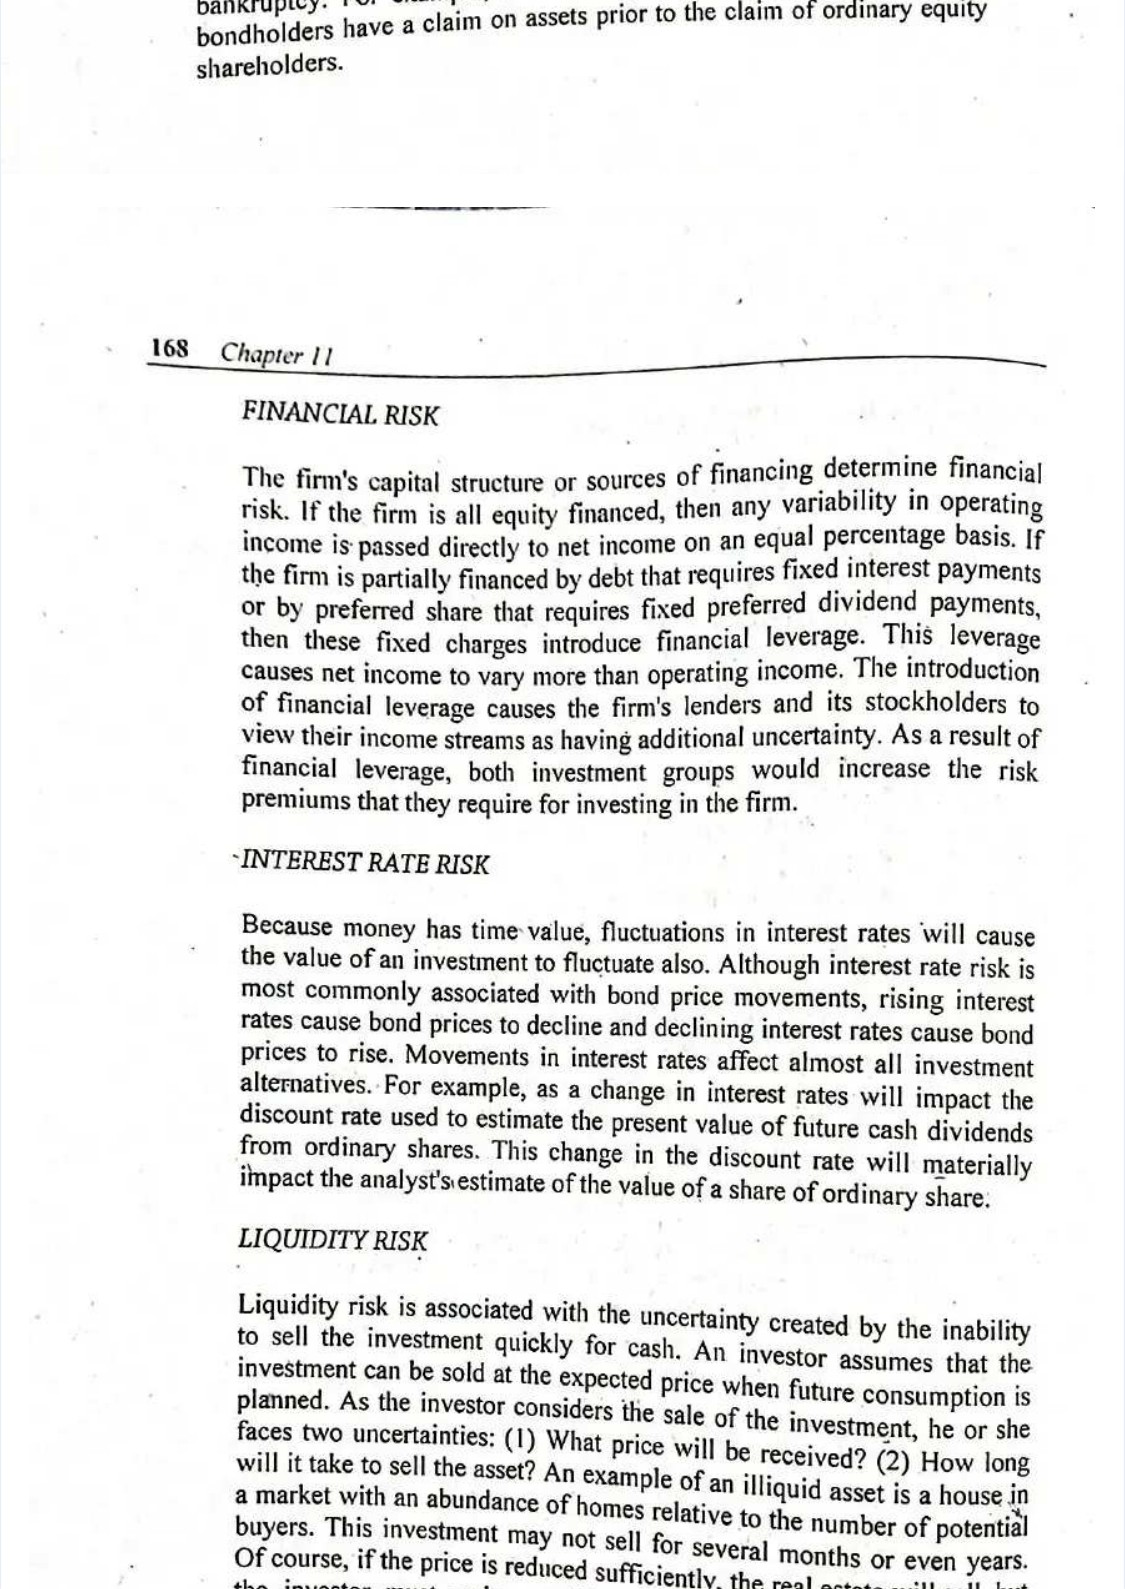 bankruptcy.
bondholders have a claim on assets prior to the claim of ordinary equity
shareholders.
168 Chapter 11
FINANCIAL RISK
The firm's capital structure or sources of financing determine financial
risk. If the firm is all equity financed, then any variability in operating
income is passed directly to net income on an equal percentage basis. If
the firm is partially financed by debt that requires fixed interest payments
or by preferred share that requires fixed preferred dividend payments,
then these fixed charges introduce financial leverage. This leverage
causes net income to vary more than operating income. The introduction
of financial leverage causes the firm's lenders and its stockholders to
view their income streams as having additional uncertainty. As a result of
financial leverage, both investment groups would increase the risk
premiums that they require for investing in the firm.
INTEREST RATE RISK
Because money has time value, fluctuations in interest rates will cause
the value of an investment to fluctuate also. Although interest rate risk is
most commonly associated with bond price movements, rising interest
rates cause bond prices to decline and declining interest rates cause bond
prices to rise. Movements in interest rates affect almost all investment
alternatives. For example, as a change in interest rates will impact the
discount rate used to estimate the present value of future cash dividends
from ordinary shares. This change in the discount rate will materially
impact the analyst's estimate of the value of a share of ordinary share.
LIQUIDITY RISK
Liquidity risk is associated with the uncertainty created by the inability
to sell the investment quickly for cash. An investor assumes that the
investment can be sold at the expected price when future consumption is
planned. As the investor considers the sale of the investment, he or she
faces two uncertainties: (1) What price will be received? (2) How long
will it take to sell the asset? An example of an illiquid asset is a house in
a market with an abundance of homes relative to the number of potential
buyers. This investment may not sell for several months or even years.
Of course, if the price is reduced sufficiently, the real estate will sell but
the investor